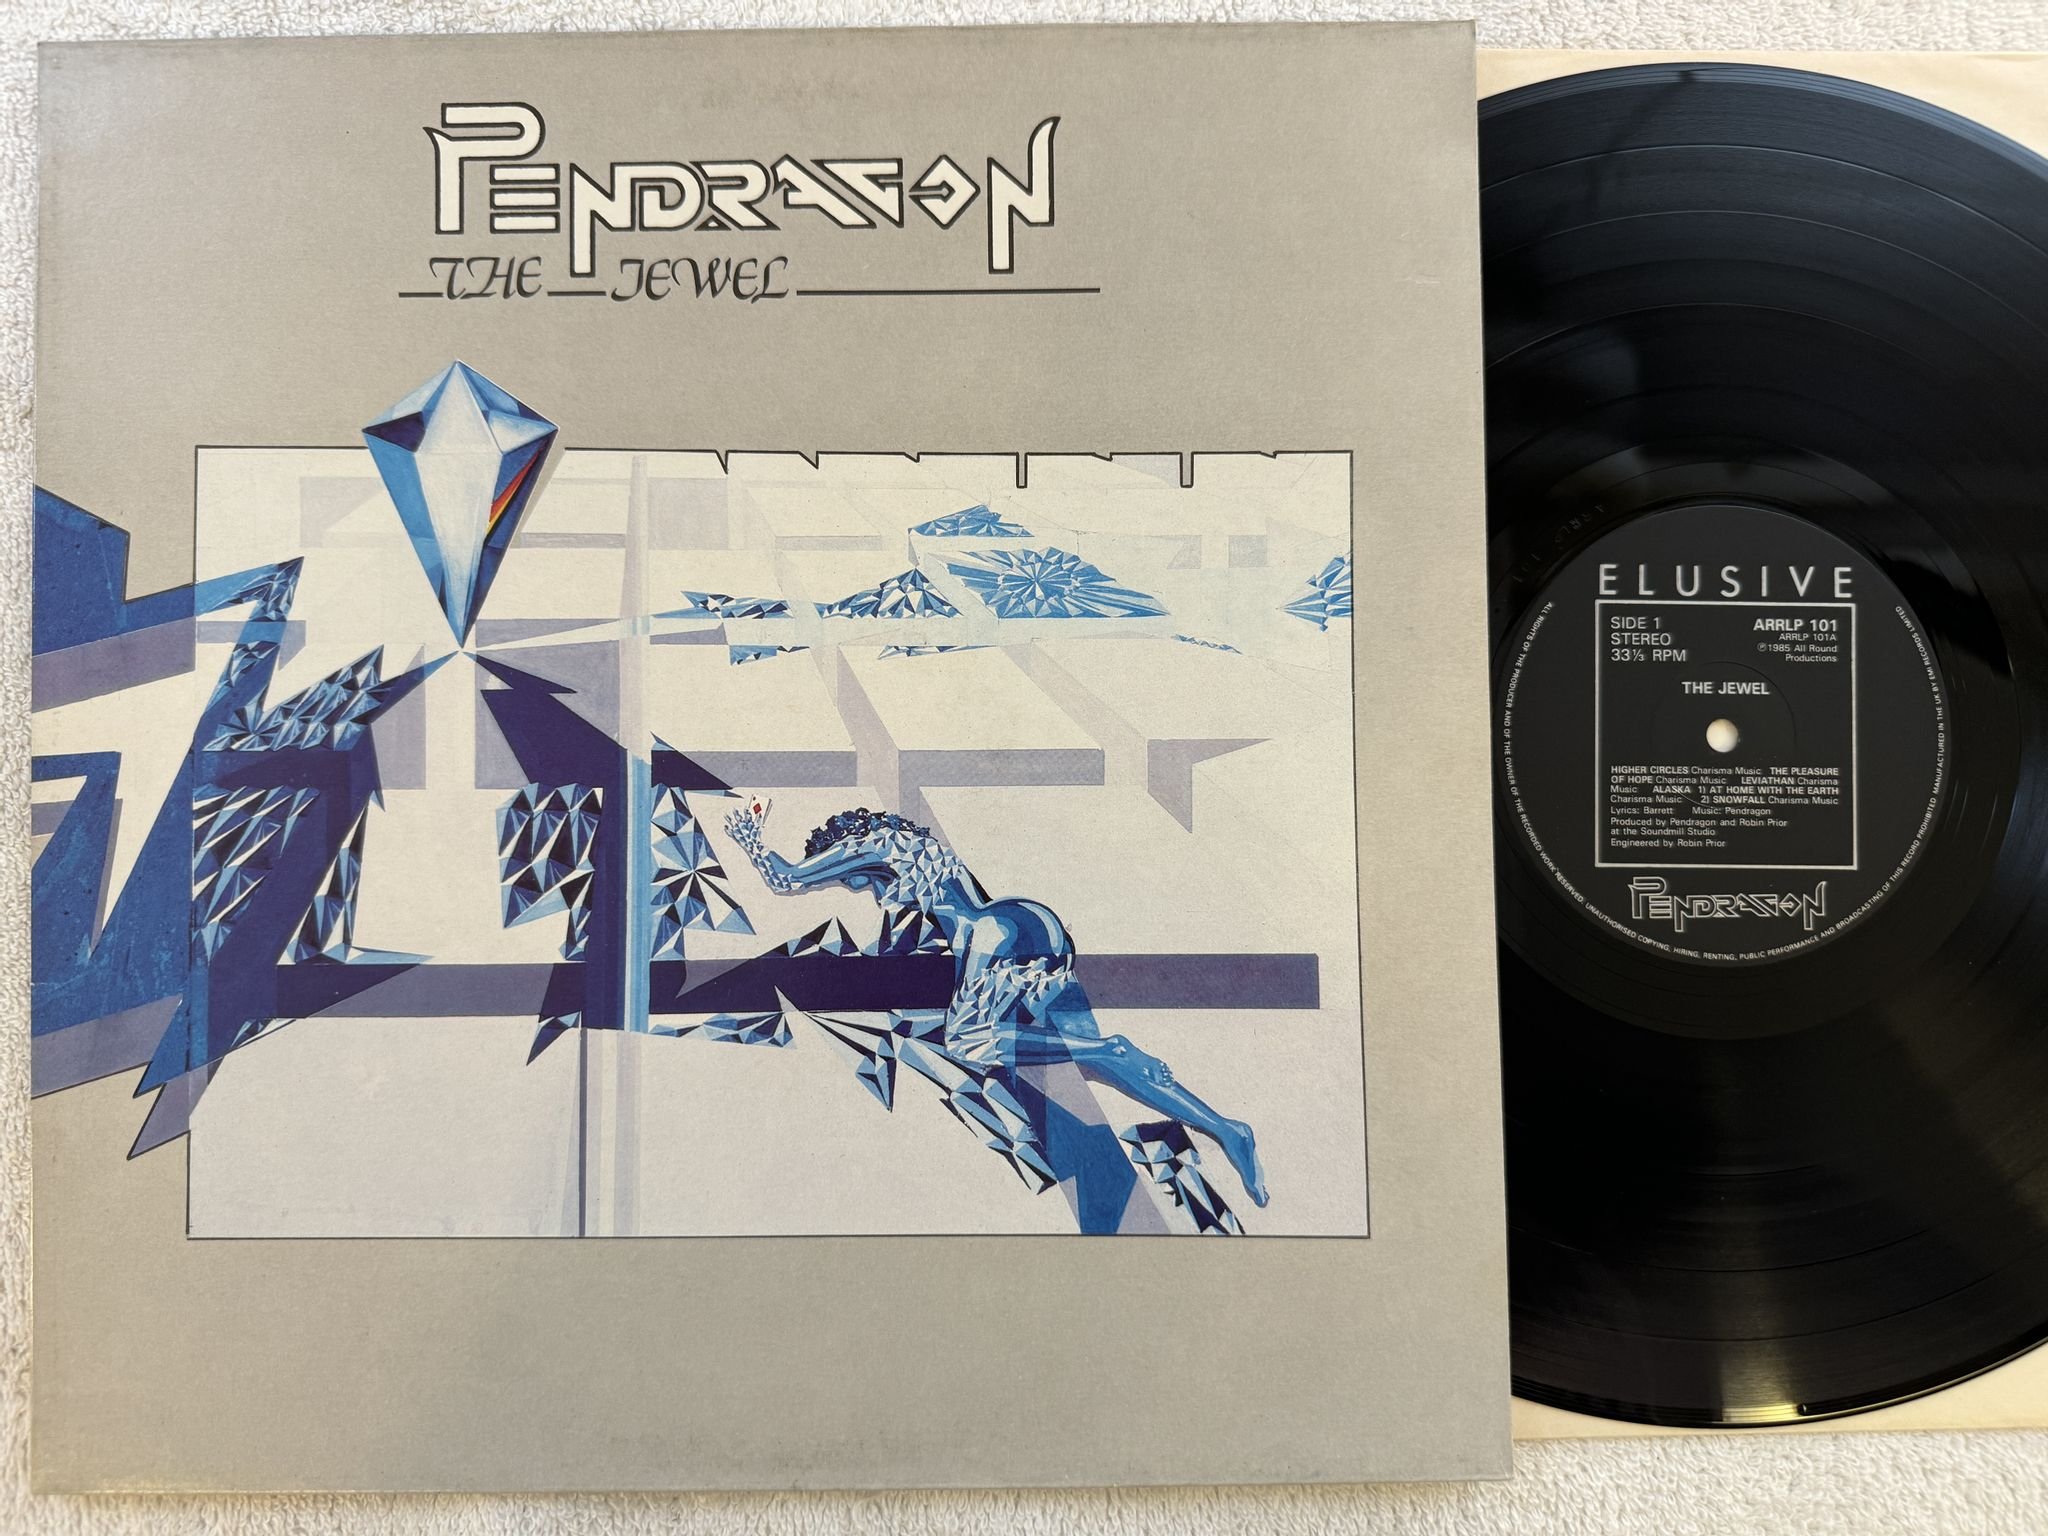 PENDRAGON
THE JEWEL
ELUSIVE
SIDE 1
STEREO
33⅓ RPM
ARRLP 101
ARRLP 101A
℗1985 All Round
Productions
THE JEWEL
HIGHER CIRCLES Charisma Music THE PLEASURE
OF HOPE Charisma Music LEVIATHAN Charisma
Music ALASKA 1) AT HOME WITH THE EARTH
Charisma Music 2) SNOWFALL Charisma Music
Lyrics: Barrett Music: Pendragon
Produced by Pendragon and Robin Prior
at the Soundmill Studio
Engineered by Robin Prior
PENDRAGON
ALL RIGHTS OF THE PRODUCER AND OF THE OWNER OF THE RECORDED WORK RESERVED. UNAUTHORISED COPYING, HIRING, RENTING, PUBLIC PERFORMANCE AND BROADCASTING OF THIS RECORD PROHIBITED. MANUFACTURED IN THE UK BY EMI RECORDS LIMITED